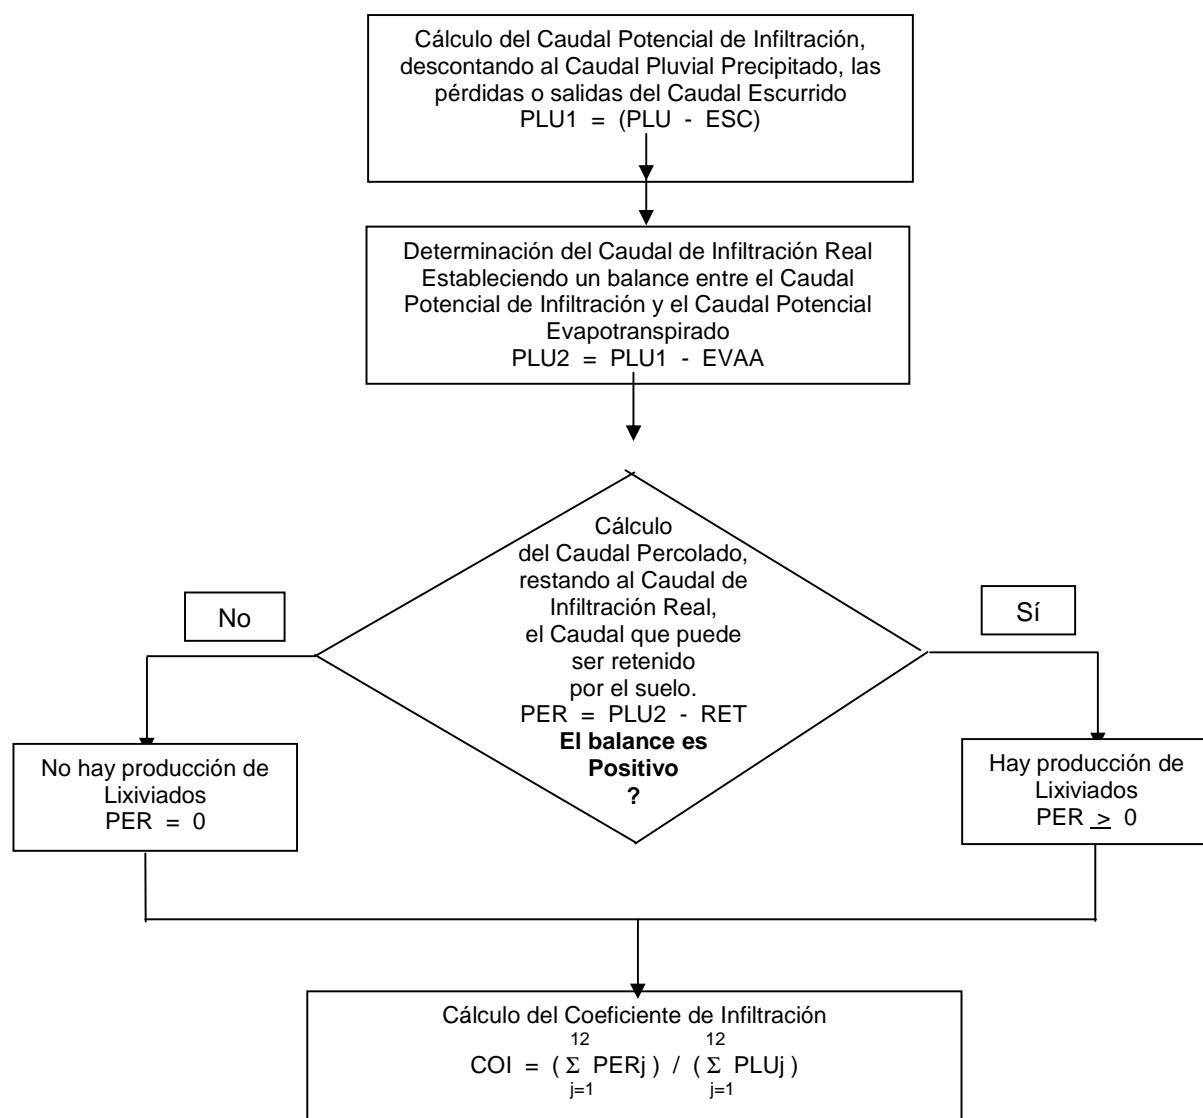 Cálculo del Caudal Potencial de Infiltración,
descontando al Caudal Pluvial Precipitado, las
pérdidas o salidas del Caudal Escurrido
PLU1 = (PLU - ESC)
Determinación del Caudal de Infiltración Real
Estableciendo un balance entre el Caudal
Potencial de Infiltración y el Caudal Potencial
Evapotranspirado
PLU2 = PLU1 - EVAA
Cálculo
del Caudal Percolado,
restando al Caudal de
Infiltración Real,
el Caudal que puede
ser retenido
por el suelo.
PER = PLU2 - RET
El balance es
Positivo
?
No
Sí
No hay producción de
Lixiviados
PER = 0
Hay producción de
Lixiviados
PER ≥ 0
Cálculo del Coeficiente de Infiltración
12 12
COI = ( Σ PERj ) / ( Σ PLUj )
j=1 j=1